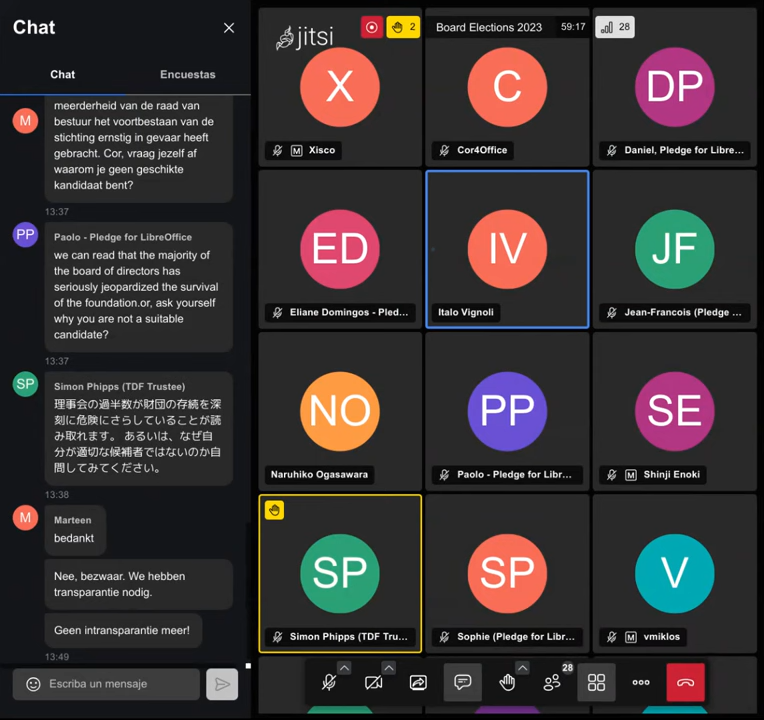 Chat
Chat
Encuestas
meerderheid van de raad van
bestuur het voortbestaan van de
stichting ernstig in gevaar heeft
gebracht. Cor, vraag jezelf af
waarom je geen geschikte
kandidaat bent?
M
13:37
PP
Paolo - Pledge for LibreOffice
we can read that the majority of
the board of directors has
seriously jeopardized the survival
of the foundation.or, ask yourself
why you are not a suitable
candidate?
13:37
SP
Simon Phipps (TDF Trustee)
理事会の過半数が財団の存続を深
刻に危険にさらしていることが読
み取れます。 あるいは、なぜ自
分が適切な候補者ではないのか自
問してみてください。
13:38
M
Marteen
bedankt
Nee, bezwaar. We hebben
transparantie nodig.
Geen intransparantie meer!
13:49
Escriba un mensaje
jitsi
2
Board Elections 2023
59:17
28
X
M Xisco
C
Cor4Office
DP
Daniel, Pledge for Libre...
ED
Eliane Domingos - Pled...
IV
Italo Vignoli
JF
Jean-Francois (Pledge ...
NO
Naruhiko Ogasawara
PP
Paolo - Pledge for Libr...
SE
M Shinji Enoki
SP
Simon Phipps (TDF Tru...
SP
Sophie (Pledge for Libr...
V
M vmiklos
28